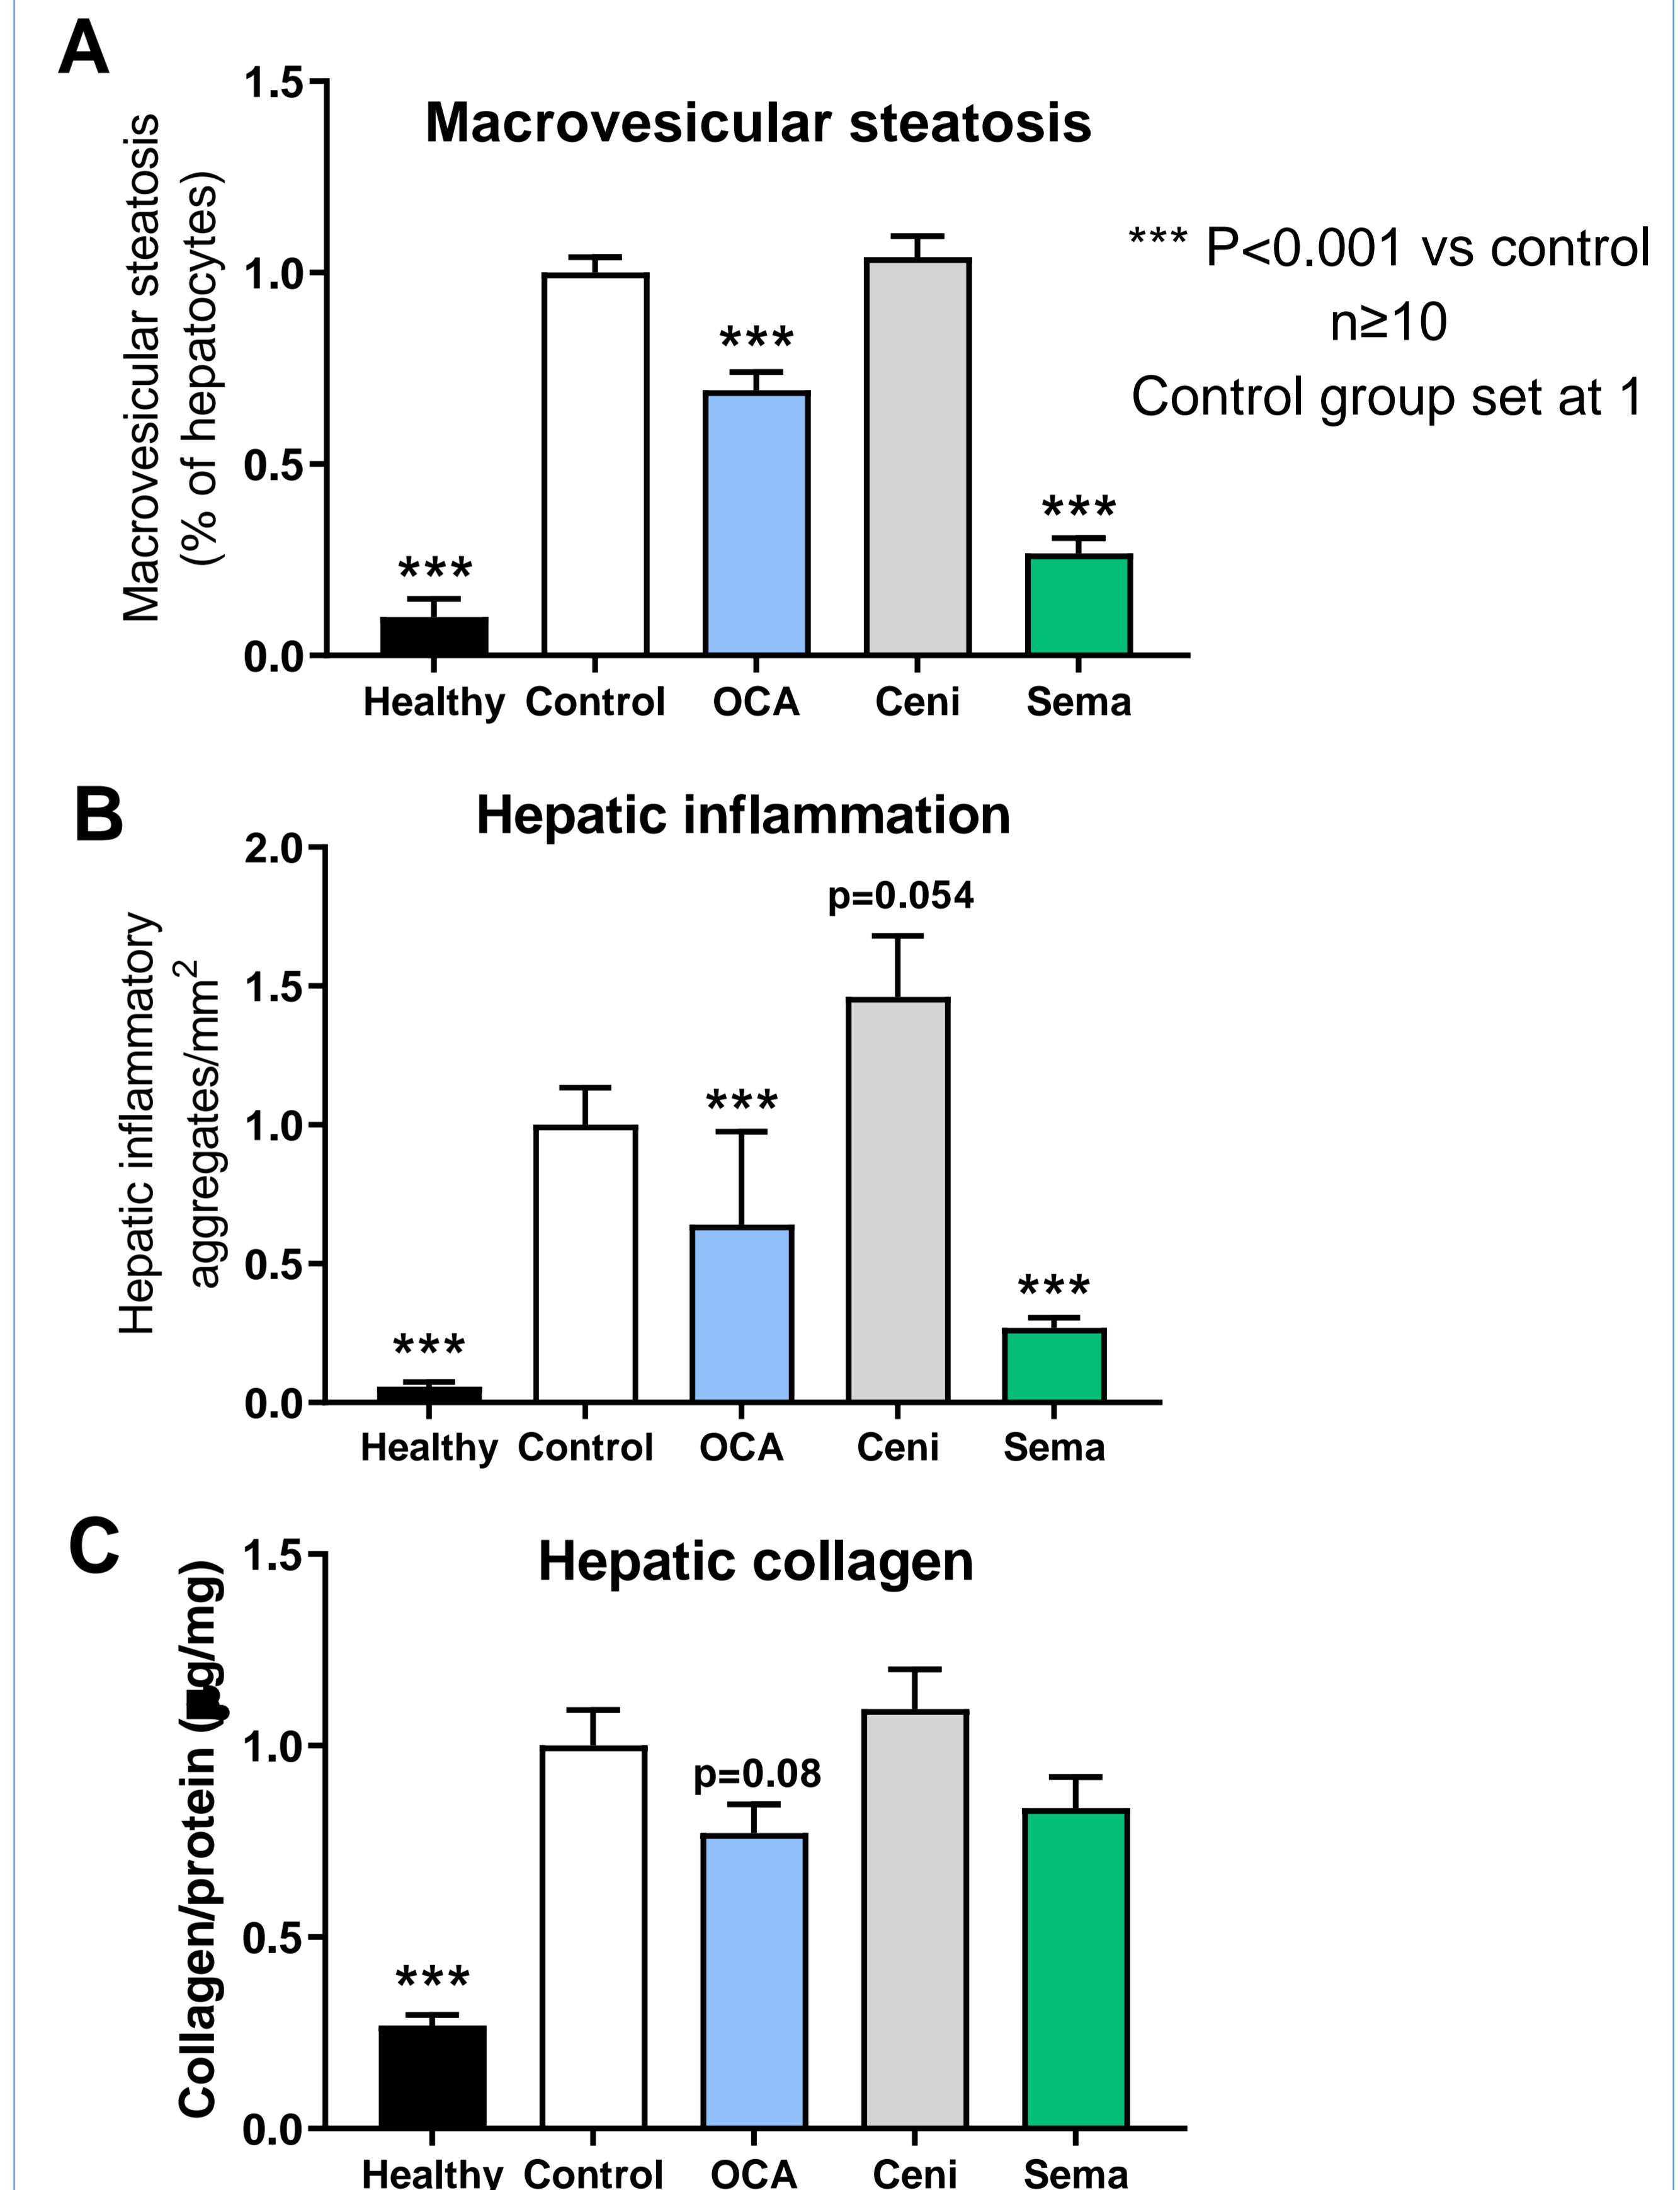 A
Macrovesicular steatosis
Macrovesicular steatosis
(% of hepatocytes)
1.5
1.0
0.5
0.0
***
***
***
Healthy Control OCA Ceni Sema
*** P<0.001 vs control
n≥10
Control group set at 1
B
Hepatic inflammation
Hepatic inflammatory
aggregates/mm²
2.0
1.5
1.0
0.5
0.0
p=0.054
***
***
***
Healthy Control OCA Ceni Sema
C
Hepatic collagen
Collagen/protein (µg/mg)
1.5
1.0
0.5
0.0
p=0.08
***
Healthy Control OCA Ceni Sema